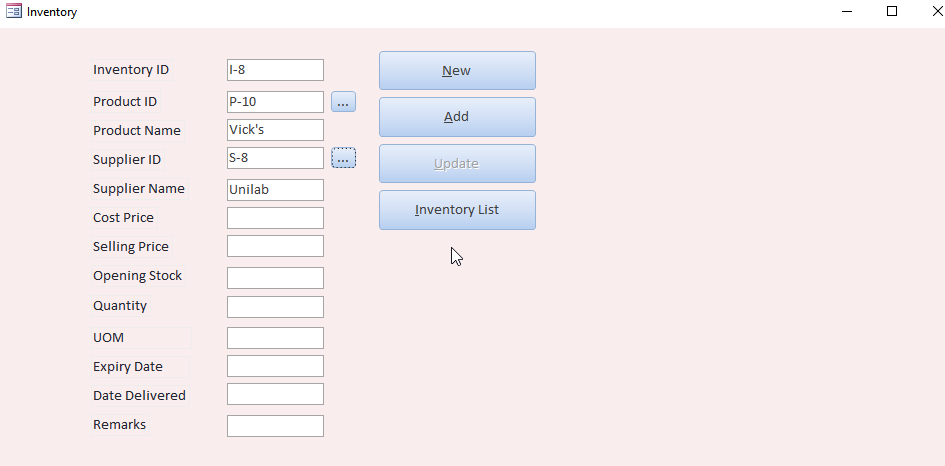 Inventory
Inventory ID I-8 New
Product ID P-10 ...
Product Name Vick's Add
Supplier ID S-8 ... Update
Supplier Name Unilab
Cost Price Inventory List
Selling Price
Opening Stock
Quantity
UOM
Expiry Date
Date Delivered
Remarks